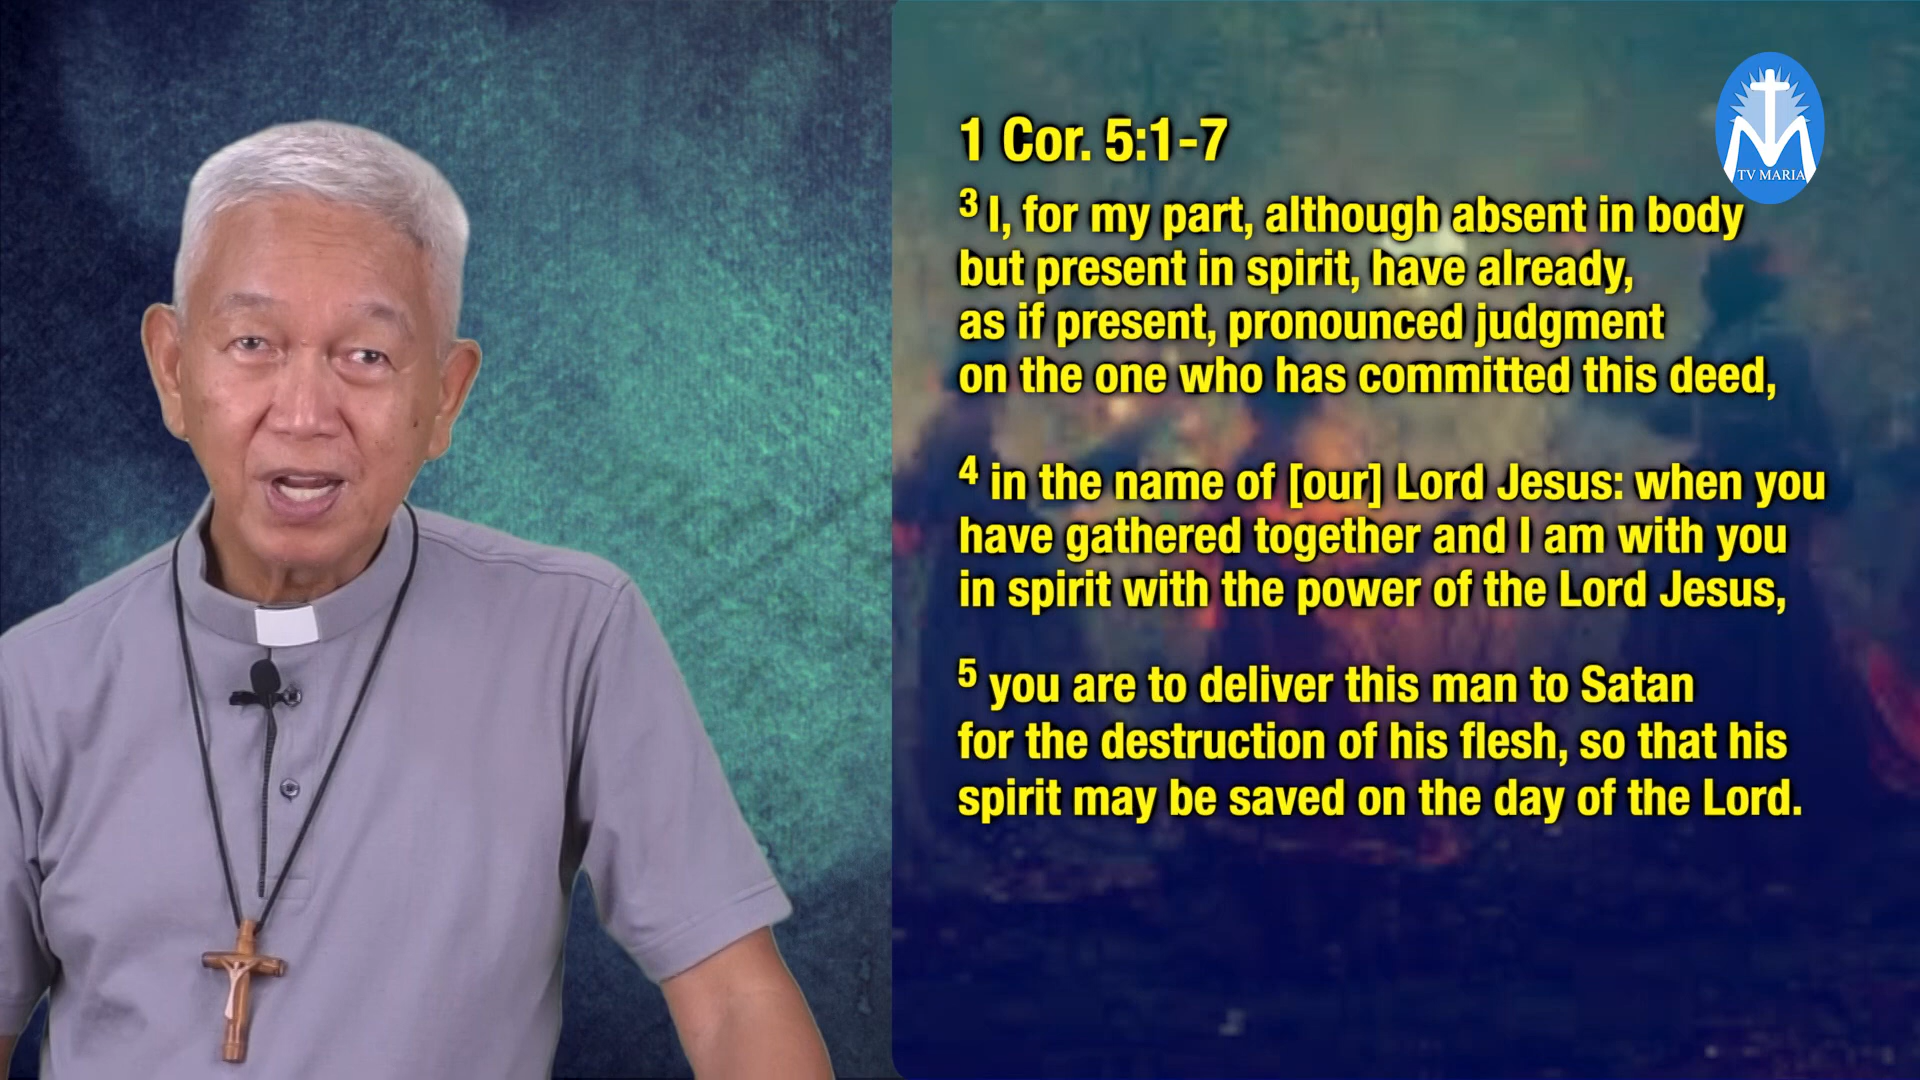 1 Cor. 5:1-7
3 I, for my part, although absent in body
but present in spirit, have already,
as if present, pronounced judgment
on the one who has committed this deed,
4 in the name of [our] Lord Jesus: when you
have gathered together and I am with you
in spirit with the power of the Lord Jesus,
5 you are to deliver this man to Satan
for the destruction of his flesh, so that his
spirit may be saved on the day of the Lord.
TV MARIA